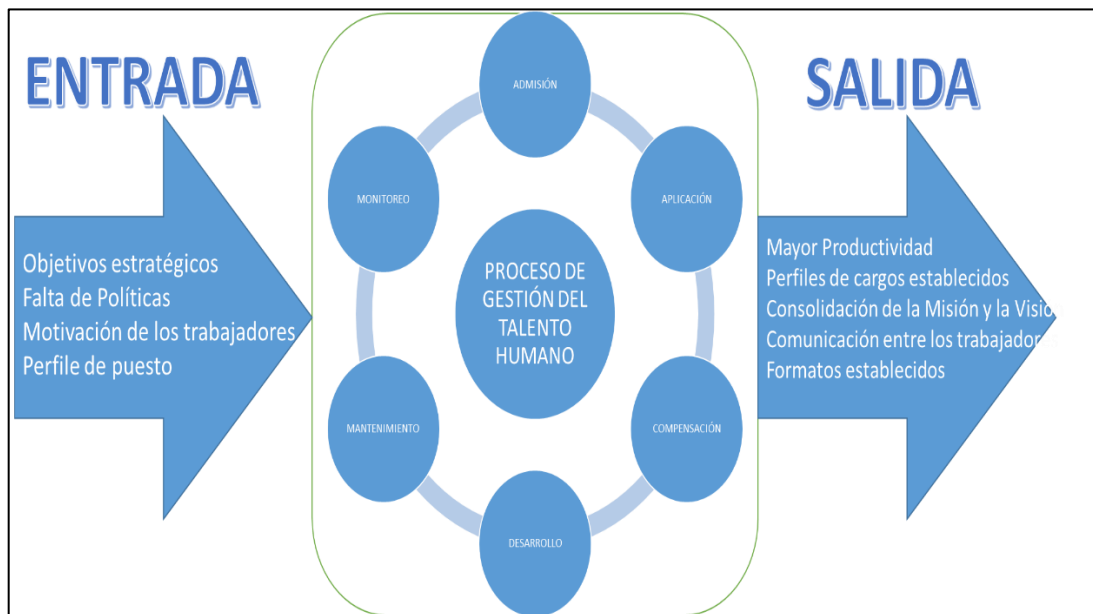 ENTRADA
Objetivos estratégicos
Falta de Políticas
Motivación de los trabajadores
Perfile de puesto
ADMISIÓN
APLICACIÓN
COMPENSACIÓN
DESARROLLO
MANTENIMIENTO
MONITOREO
PROCESO DE
GESTIÓN DEL
TALENTO
HUMANO
SALIDA
Mayor Productividad
Perfiles de cargos establecidos
Consolidación de la Misión y la Visió
Comunicación entre los trabajador
Formatos establecidos